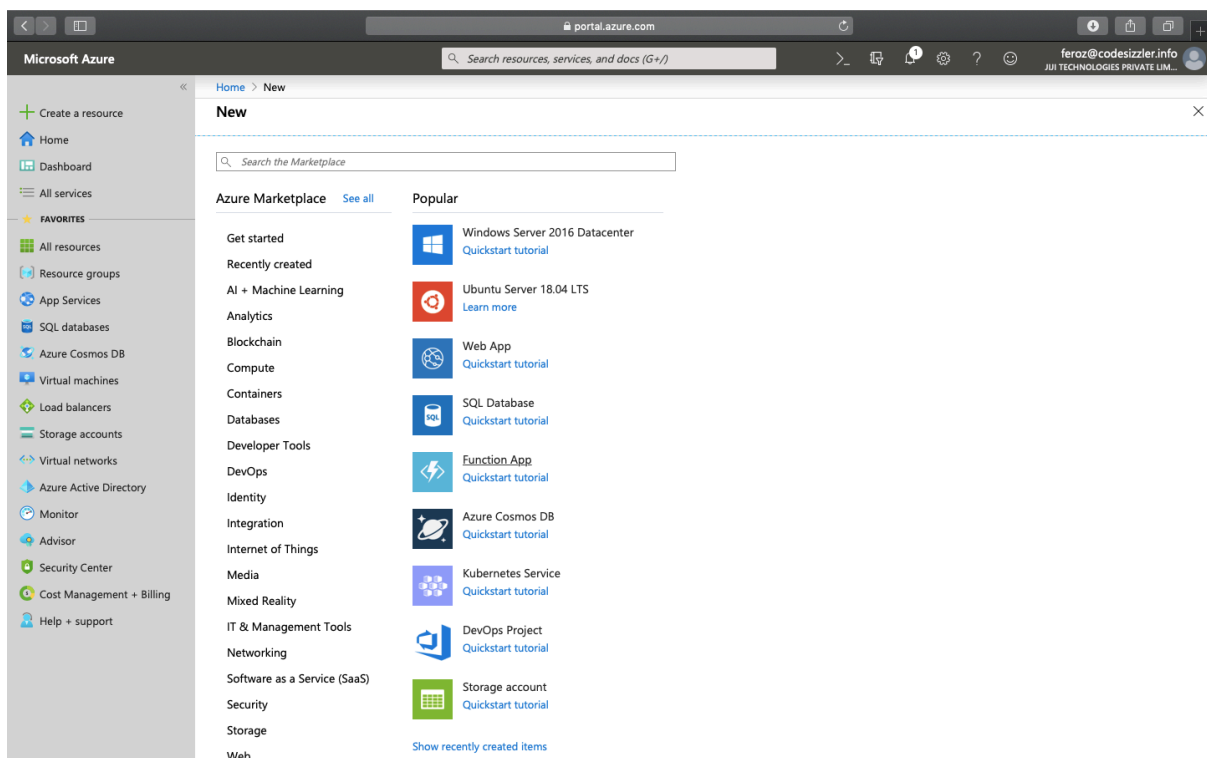 portal.azure.com
Microsoft Azure
Search resources, services, and docs (G+/)
1
feroz@codesizzler.info
JIJI TECHNOLOGIES PRIVATE LIM...
Create a resource
Home
Dashboard
All services
FAVORITES
All resources
Resource groups
App Services
SQL databases
Azure Cosmos DB
Virtual machines
Load balancers
Storage accounts
Virtual networks
Azure Active Directory
Monitor
Advisor
Security Center
Cost Management + Billing
Help + support
Home > New
New
Search the Marketplace
Azure Marketplace See all
Get started
Recently created
AI + Machine Learning
Analytics
Blockchain
Compute
Containers
Databases
Developer Tools
DevOps
Identity
Integration
Internet of Things
Media
Mixed Reality
IT & Management Tools
Networking
Software as a Service (SaaS)
Security
Storage
Web
Popular
Windows Server 2016 Datacenter
Quickstart tutorial
Ubuntu Server 18.04 LTS
Learn more
Web App
Quickstart tutorial
SQL
SQL Database
Quickstart tutorial
Function App
Quickstart tutorial
Azure Cosmos DB
Quickstart tutorial
Kubernetes Service
Quickstart tutorial
DevOps Project
Quickstart tutorial
Storage account
Quickstart tutorial
Show recently created items